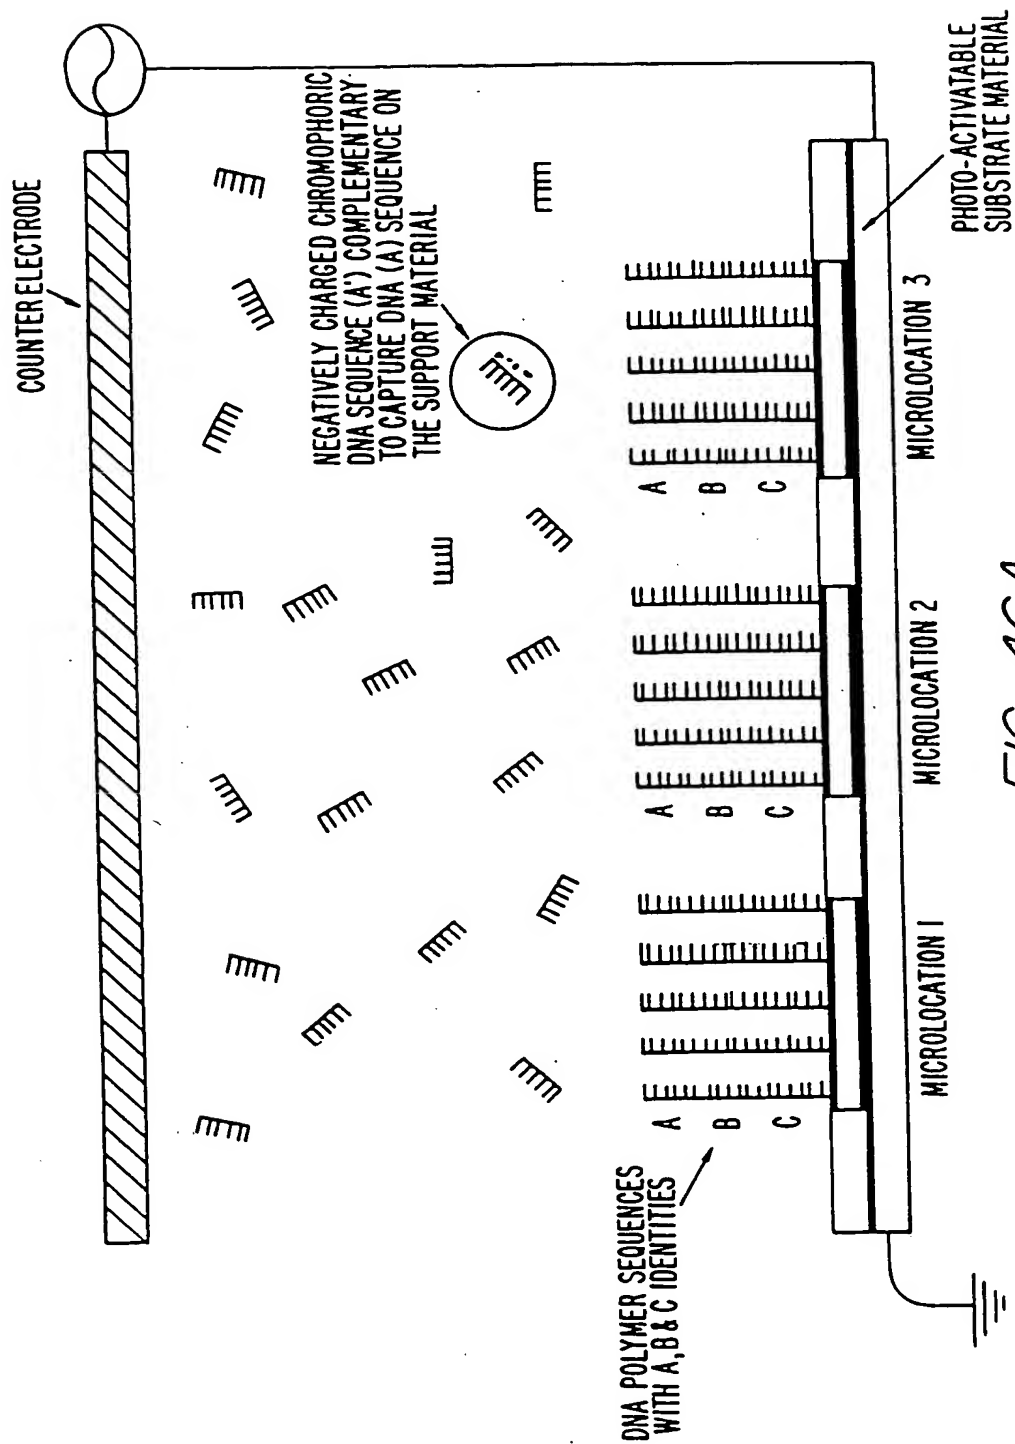 COUNTER ELECTRODE
NEGATIVELY CHARGED CHROMOPHORIC
DNA SEQUENCE (A') COMPLEMENTARY
TO CAPTURE DNA (A) SEQUENCE ON
THE SUPPORT MATERIAL
DNA POLYMER SEQUENCES
WITH A, B & C IDENTITIES
A
B
C
A
B
C
A
B
C
MICROLOCATION 1
MICROLOCATION 2
MICROLOCATION 3
PHOTO-ACTIVATABLE
SUBSTRATE MATERIAL